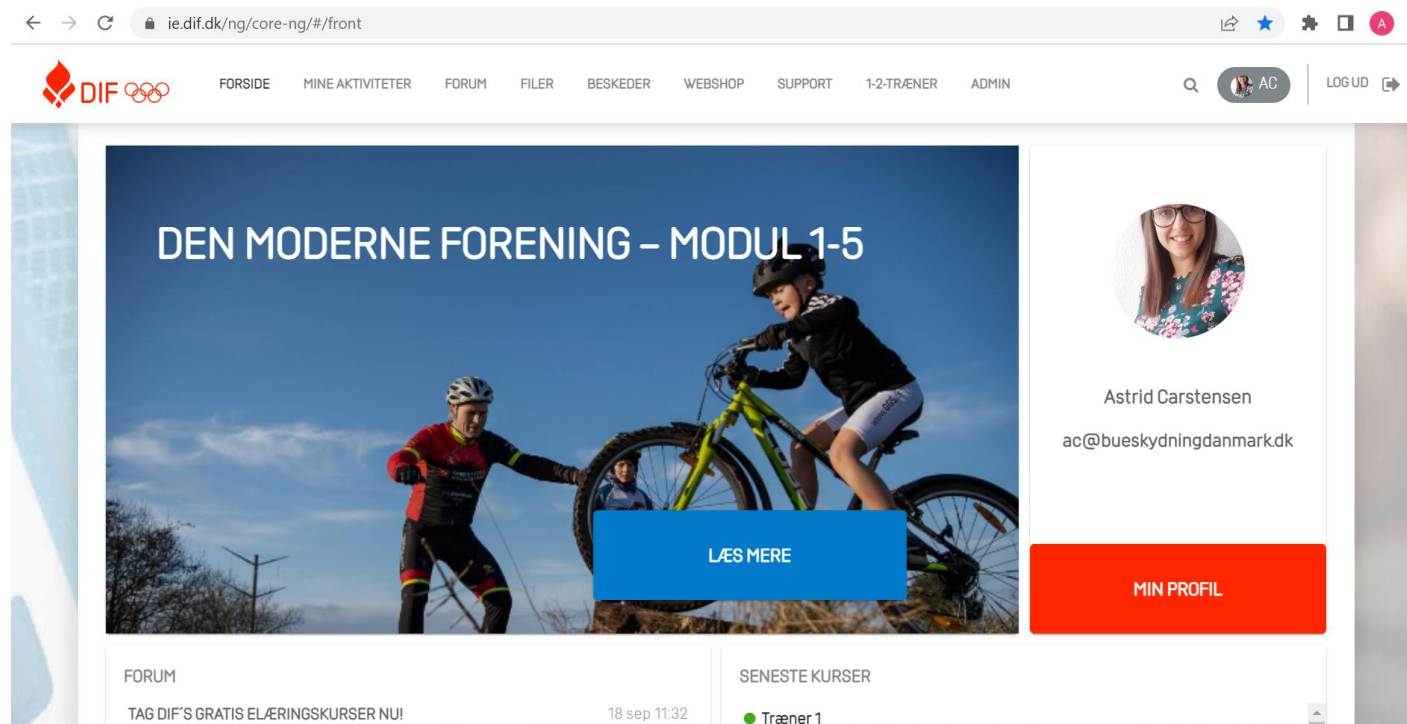 ie.dif.dk/ng/core-ng/#/front
A
DIF
FORSIDE MINE AKTIVITETER FORUM FILER BESKEDER WEBSHOP SUPPORT 1-2-TRÆNER ADMIN
AC
LOG UD
DEN MODERNE FORENING – MODUL 1-5
LÆS MERE
Astrid Carstensen
ac@bueskydningdanmark.dk
MIN PROFIL
FORUM
TAG DIF´S GRATIS ELÆRINGSKURSER NU! 18 sep 11:32
SENESTE KURSER
Træner 1